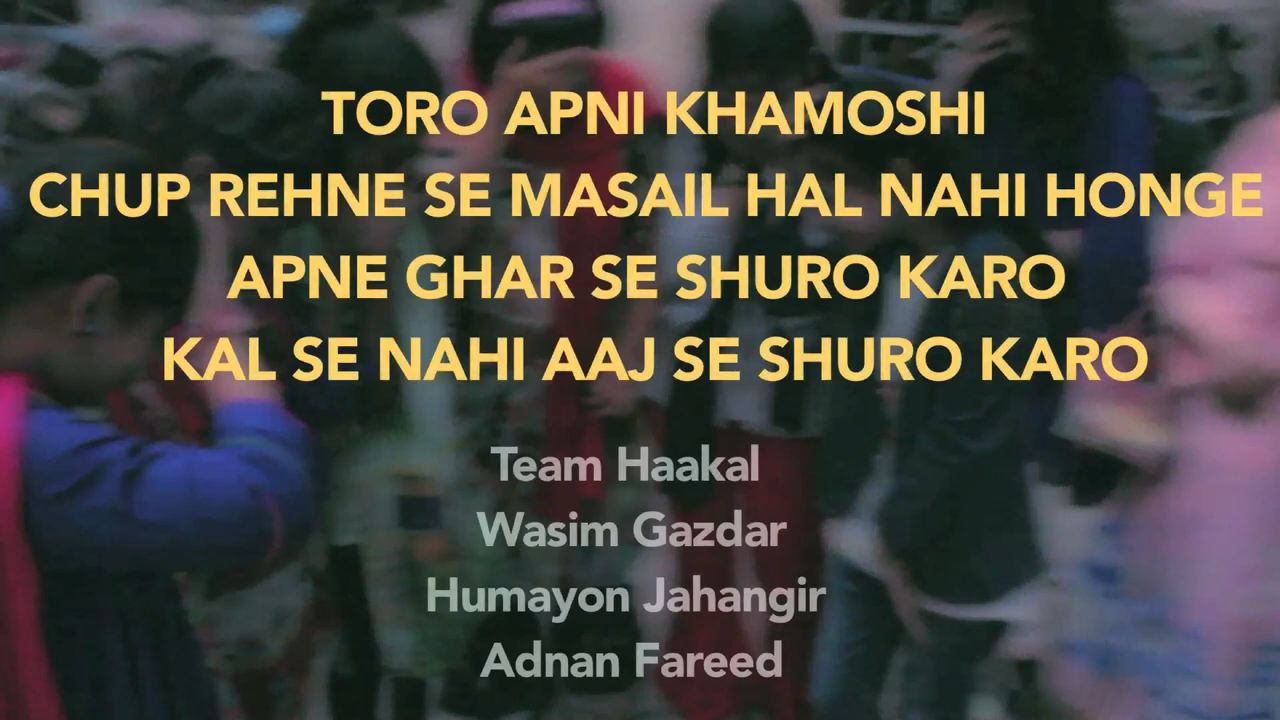 TORO APNI KHAMOSHI
CHUP REHNE SE MASAIL HAL NAHI HONGE
APNE GHAR SE SHURO KARO
KAL SE NAHI AAJ SE SHURO KARO
Team Haakal
Wasim Gazdar
Humayon Jahangir
Adnan Fareed